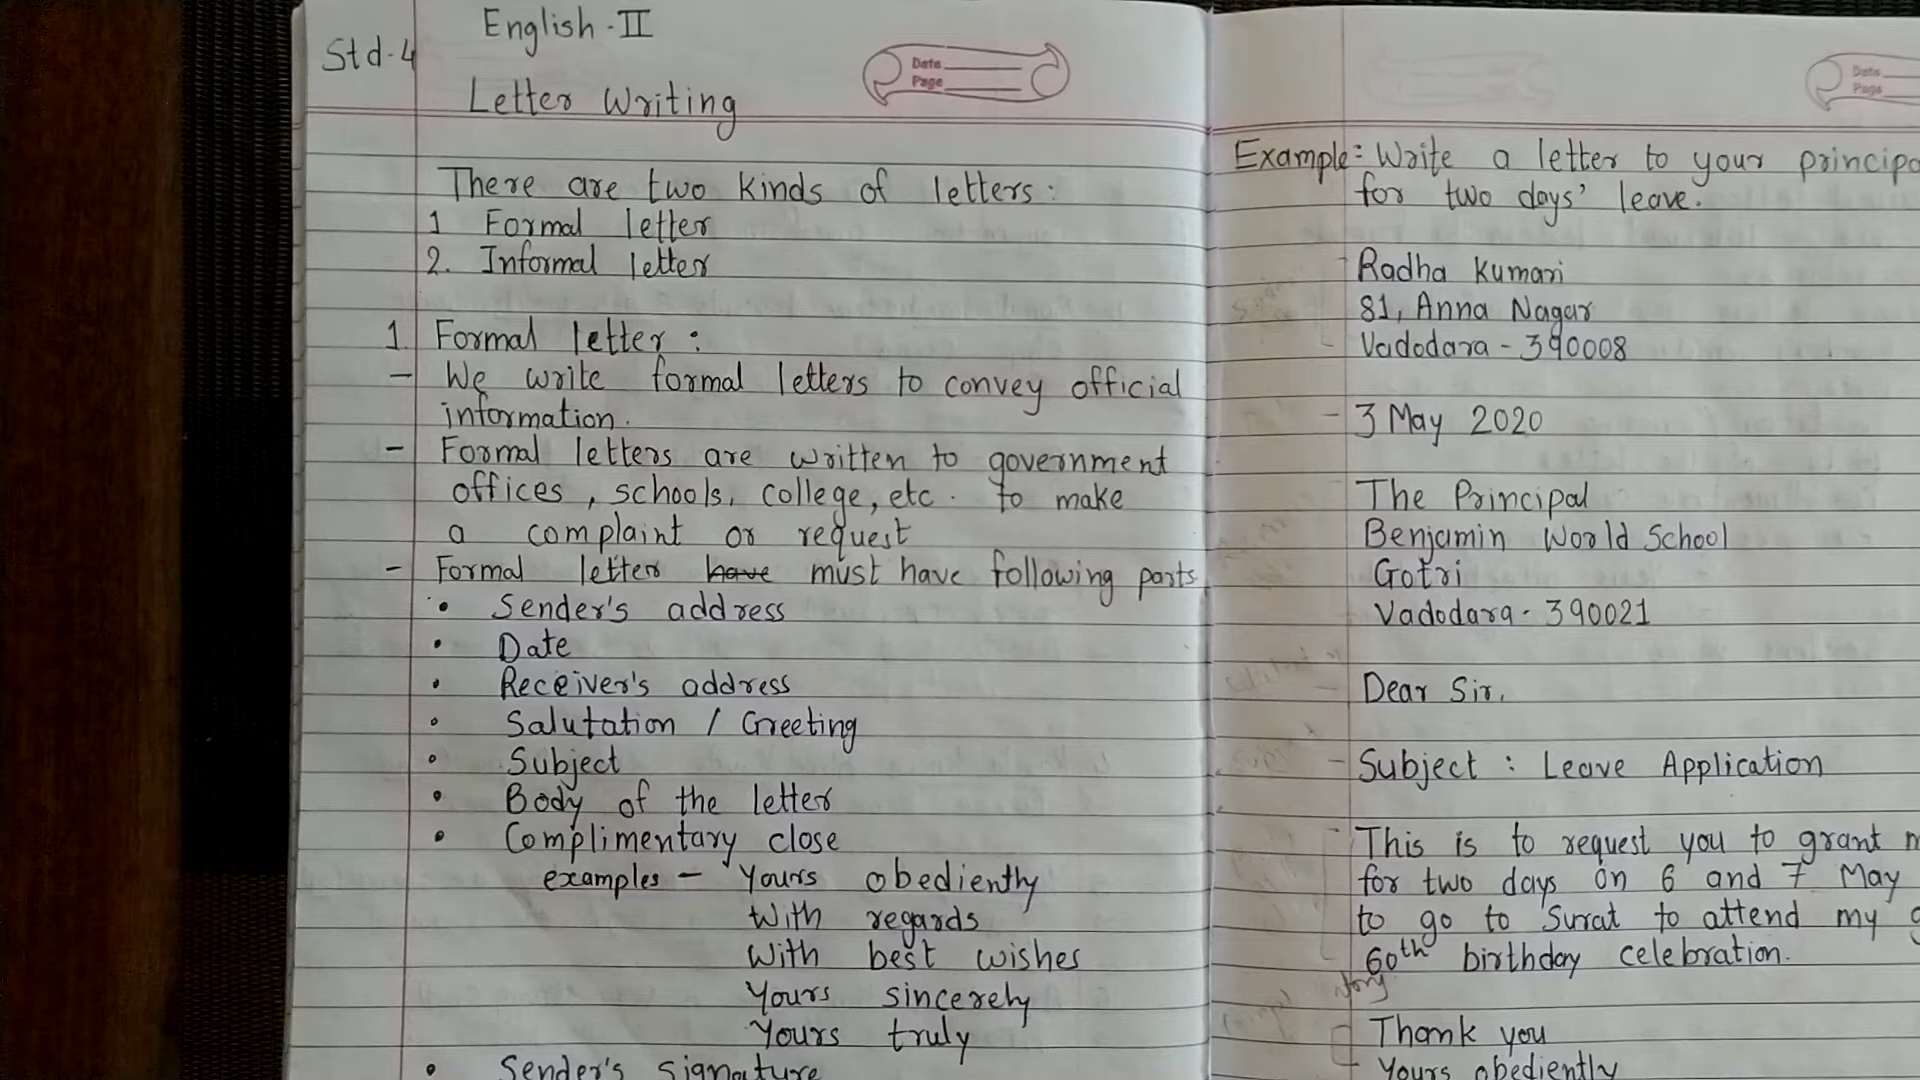 Std-4
English-II
Letter Writing
Date
Page
There are two kinds of letters:
1 Formal letter
2. Informal letter
1. Formal letter:
- We write formal letters to convey official
information.
- Formal letters are written to government
offices, schools, college, etc. to make
a complaint or request
- Formal letter have must have following parts
• Sender's address
• Date
• Receiver's address
• Salutation / Greeting
• Subject
• Body of the letter
• Complimentary close
examples - Yours obediently
With regards
With best wishes
Yours sincerely
Yours truly
• Sender's signature
Date
Page
Example: Write a letter to your
for two days' leave.
Radha Kumari
81, Anna Nagar
Vadodara - 390008
- 3 May 2020
The Principal
Benjamin World School
Gotri
Vadodara - 390021
Dear Sir,
- Subject : Leave Application
This is to request you to grant
for two days on 6 and 7 May
to go to Surat to attend my
60th birthday celebration.
Thank you
Yours obediently